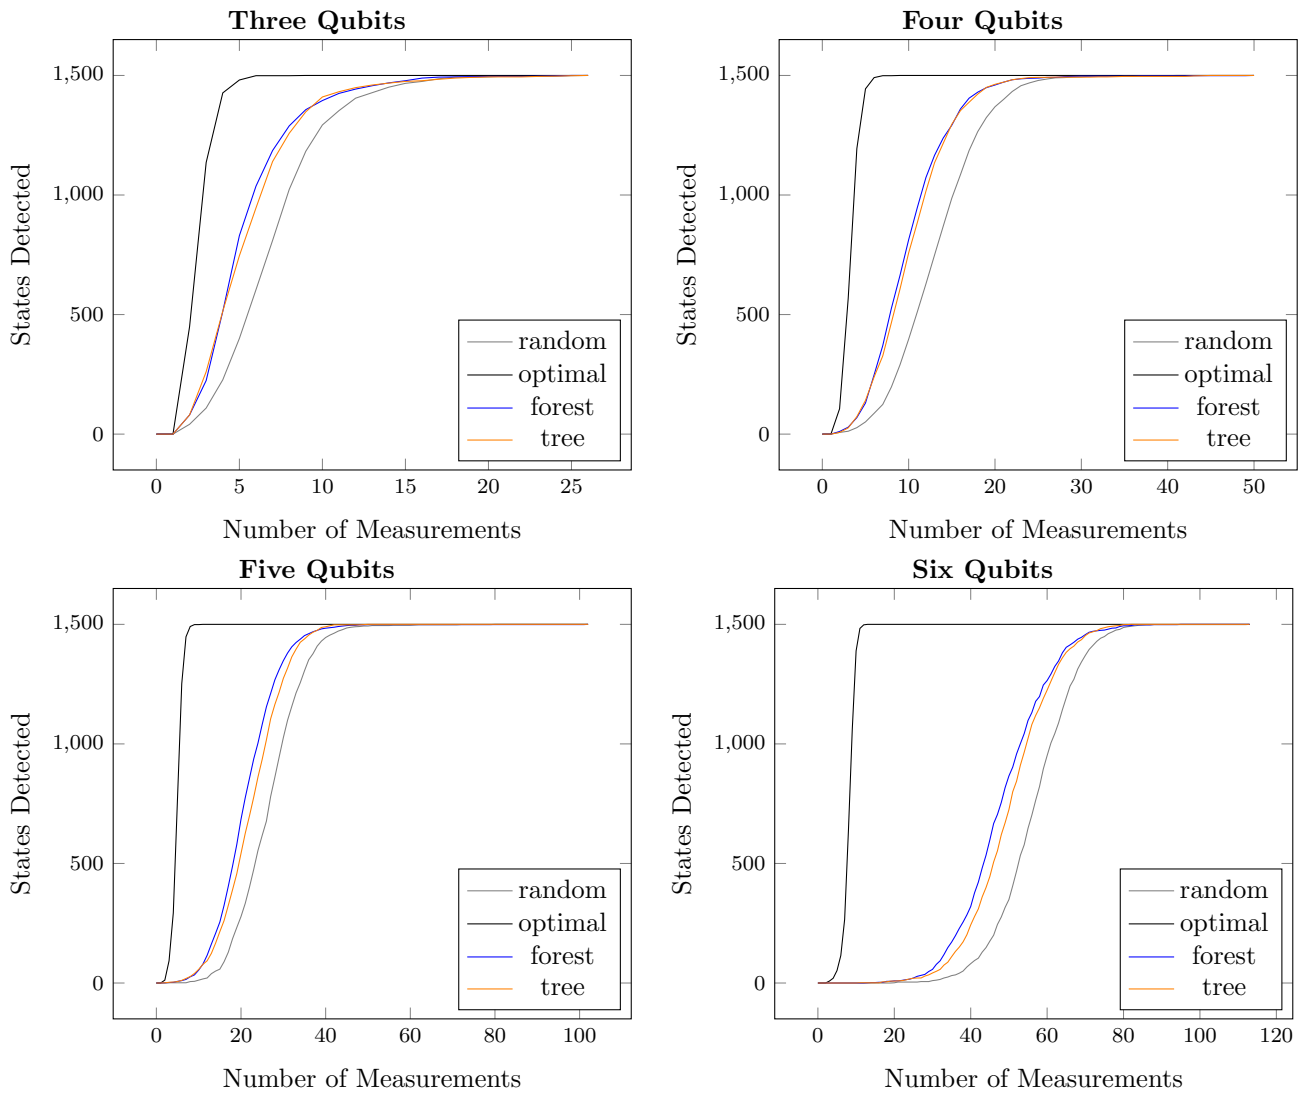 Three Qubits
States Detected
1,500
1,000
500
0
0 5 10 15 20 25
Number of Measurements
random
optimal
forest
tree
Four Qubits
States Detected
1,500
1,000
500
0
0 10 20 30 40 50
Number of Measurements
random
optimal
forest
tree
Five Qubits
States Detected
1,500
1,000
500
0
0 20 40 60 80 100
Number of Measurements
random
optimal
forest
tree
Six Qubits
States Detected
1,500
1,000
500
0
0 20 40 60 80 100 120
Number of Measurements
random
optimal
forest
tree